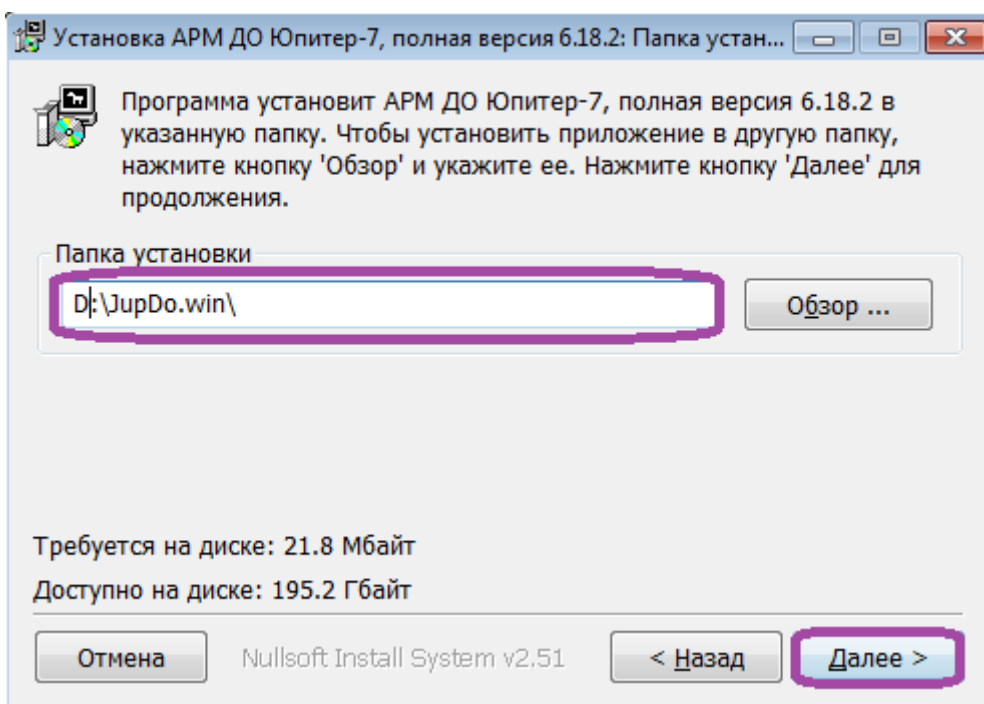 Установка АРМ ДО Юпитер-7, полная версия 6.18.2: Папка устан...
Программа установит АРМ ДО Юпитер-7, полная версия 6.18.2 в
указанную папку. Чтобы установить приложение в другую папку,
нажмите кнопку 'Обзор' и укажите ее. Нажмите кнопку 'Далее' для
продолжения.
Папка установки
D:\JupDo.win\
Обзор ...
Требуется на диске: 21.8 Мбайт
Доступно на диске: 195.2 Гбайт
Отмена
Nullsoft Install System v2.51
< Назад
Далее >